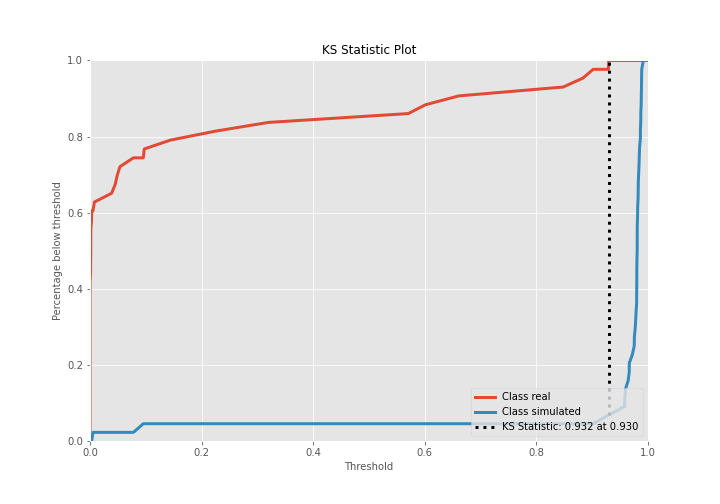 KS Statistic Plot
1.0
0.8
0.6
0.4
0.2
0.0
Percentage below threshold
Class real
Class simulated
KS Statistic: 0.932 at 0.930
0.0 0.2 0.4 0.6 0.8 1.0
Threshold